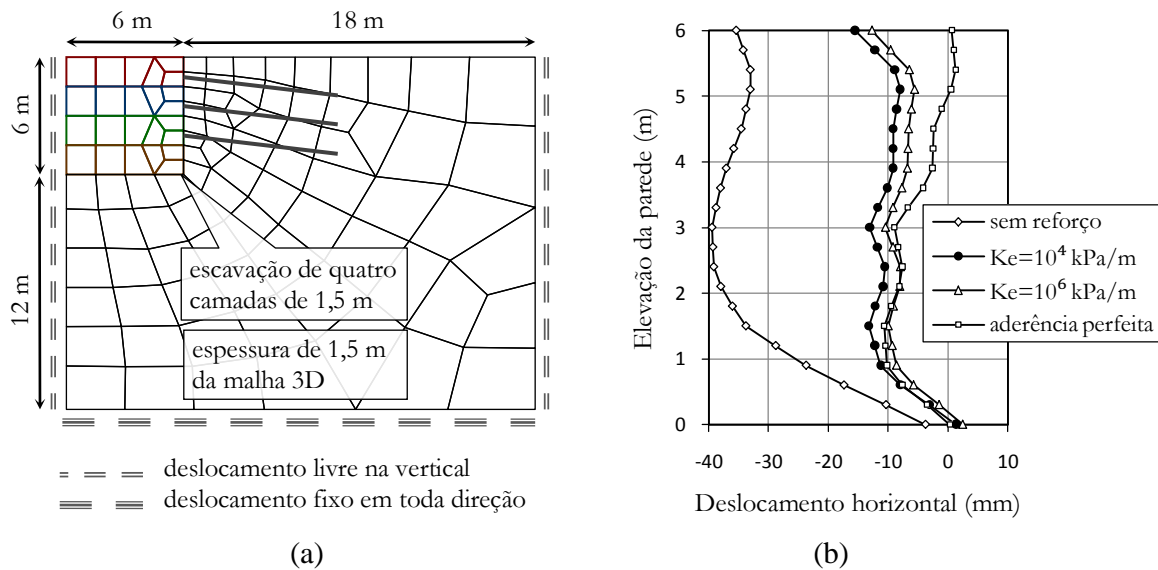 6 m
18 m
6 m
12 m
escavação de quatro
camadas de 1,5 m
espessura de 1,5 m
da malha 3D
deslocamento livre na vertical
deslocamento fixo em toda direção
(a)
6
5
4
3
2
1
0
-40
-30
-20
-10
0
10
Elevação da parede (m)
Deslocamento horizontal (mm)
sem reforço
Ke=10⁴ kPa/m
Ke=10⁶ kPa/m
aderência perfeita
(b)